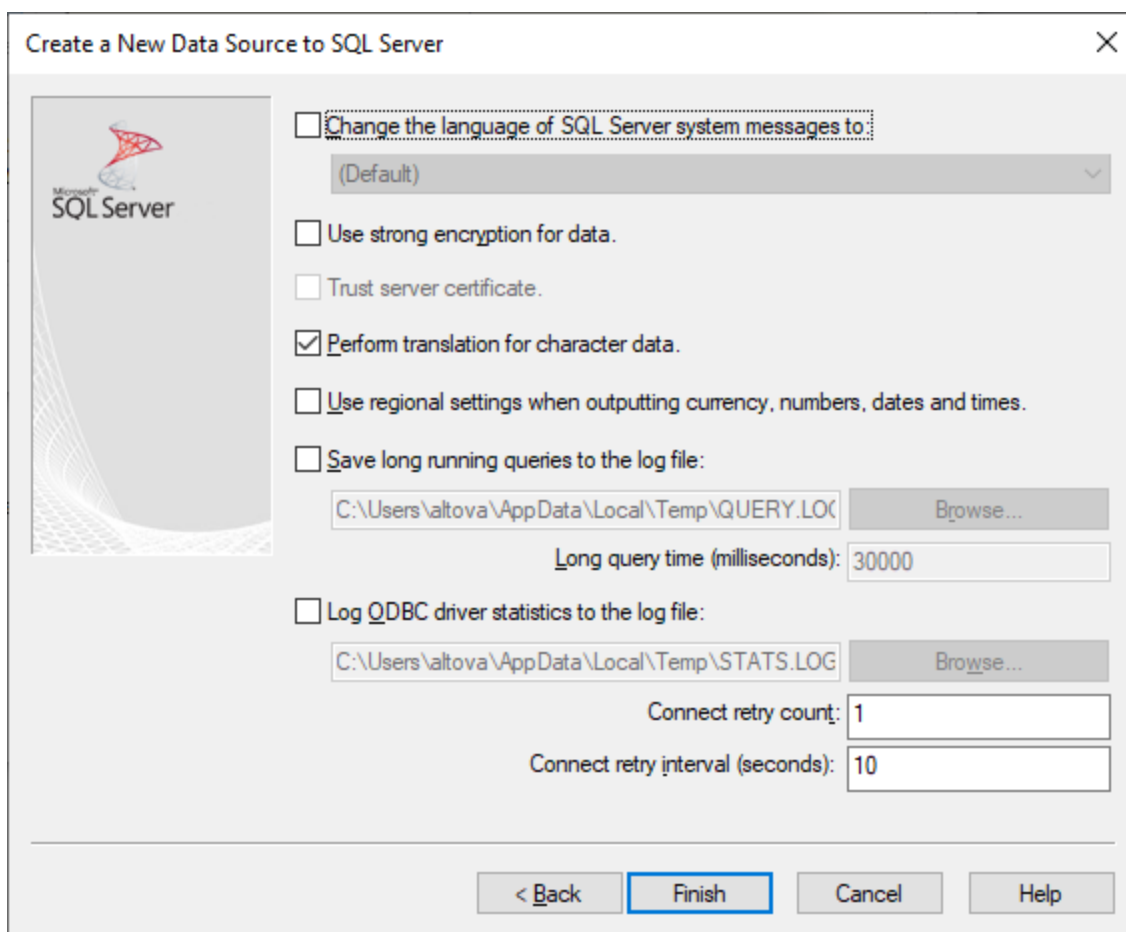 Create a New Data Source to SQL Server
Microsoft®
SQL Server
Change the language of SQL Server system messages to:
(Default)
Use strong encryption for data.
Trust server certificate.
Perform translation for character data.
Use regional settings when outputting currency, numbers, dates and times.
Save long running queries to the log file:
C:\Users\altova\AppData\Local\Temp\QUERY.LOG Browse...
Long query time (milliseconds): 30000
Log ODBC driver statistics to the log file:
C:\Users\altova\AppData\Local\Temp\STATS.LOG Browse...
Connect retry count: 1
Connect retry interval (seconds): 10
< Back Finish Cancel Help